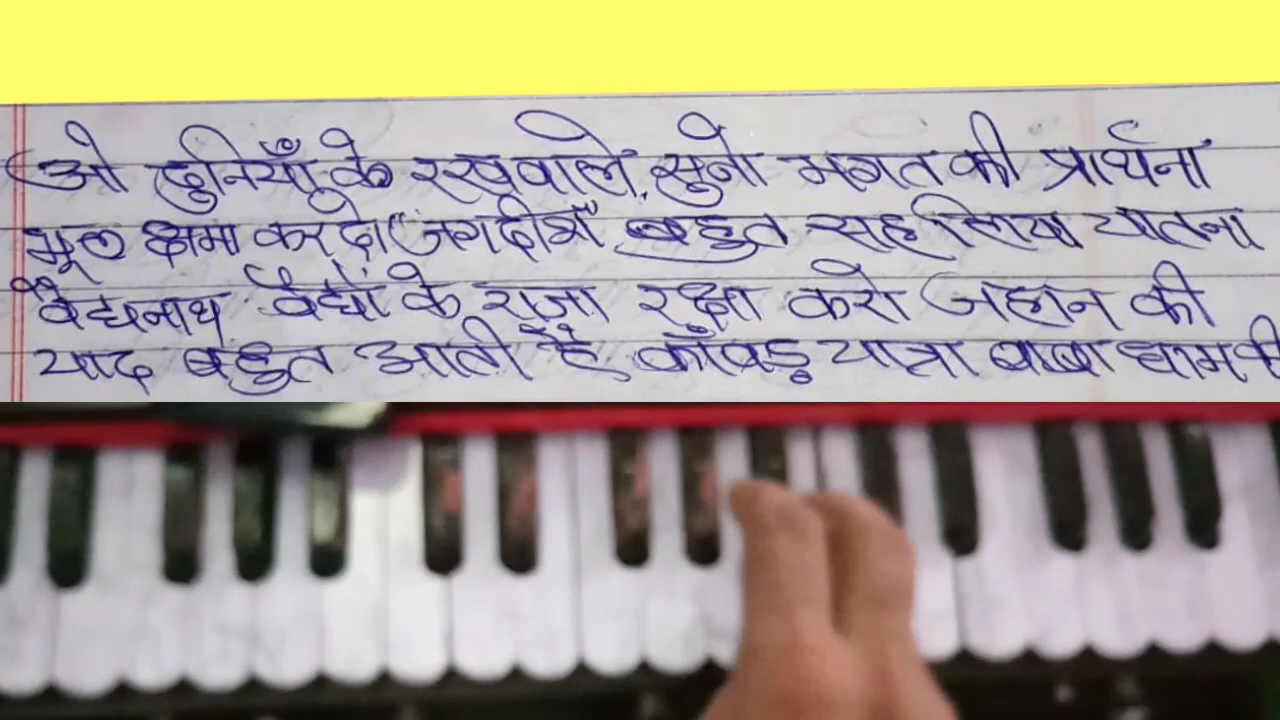 ओ दुनियाँ के रखवाले, सुनो भगत की प्रार्थना
भूल क्षमा कर दो जगदीश बहुत सह लिया यातना
वैद्यनाथ वैद्यों के राजा रक्षा करो जहान की
याद बहुत आती है काँवड़ यात्रा बाबा धाम की